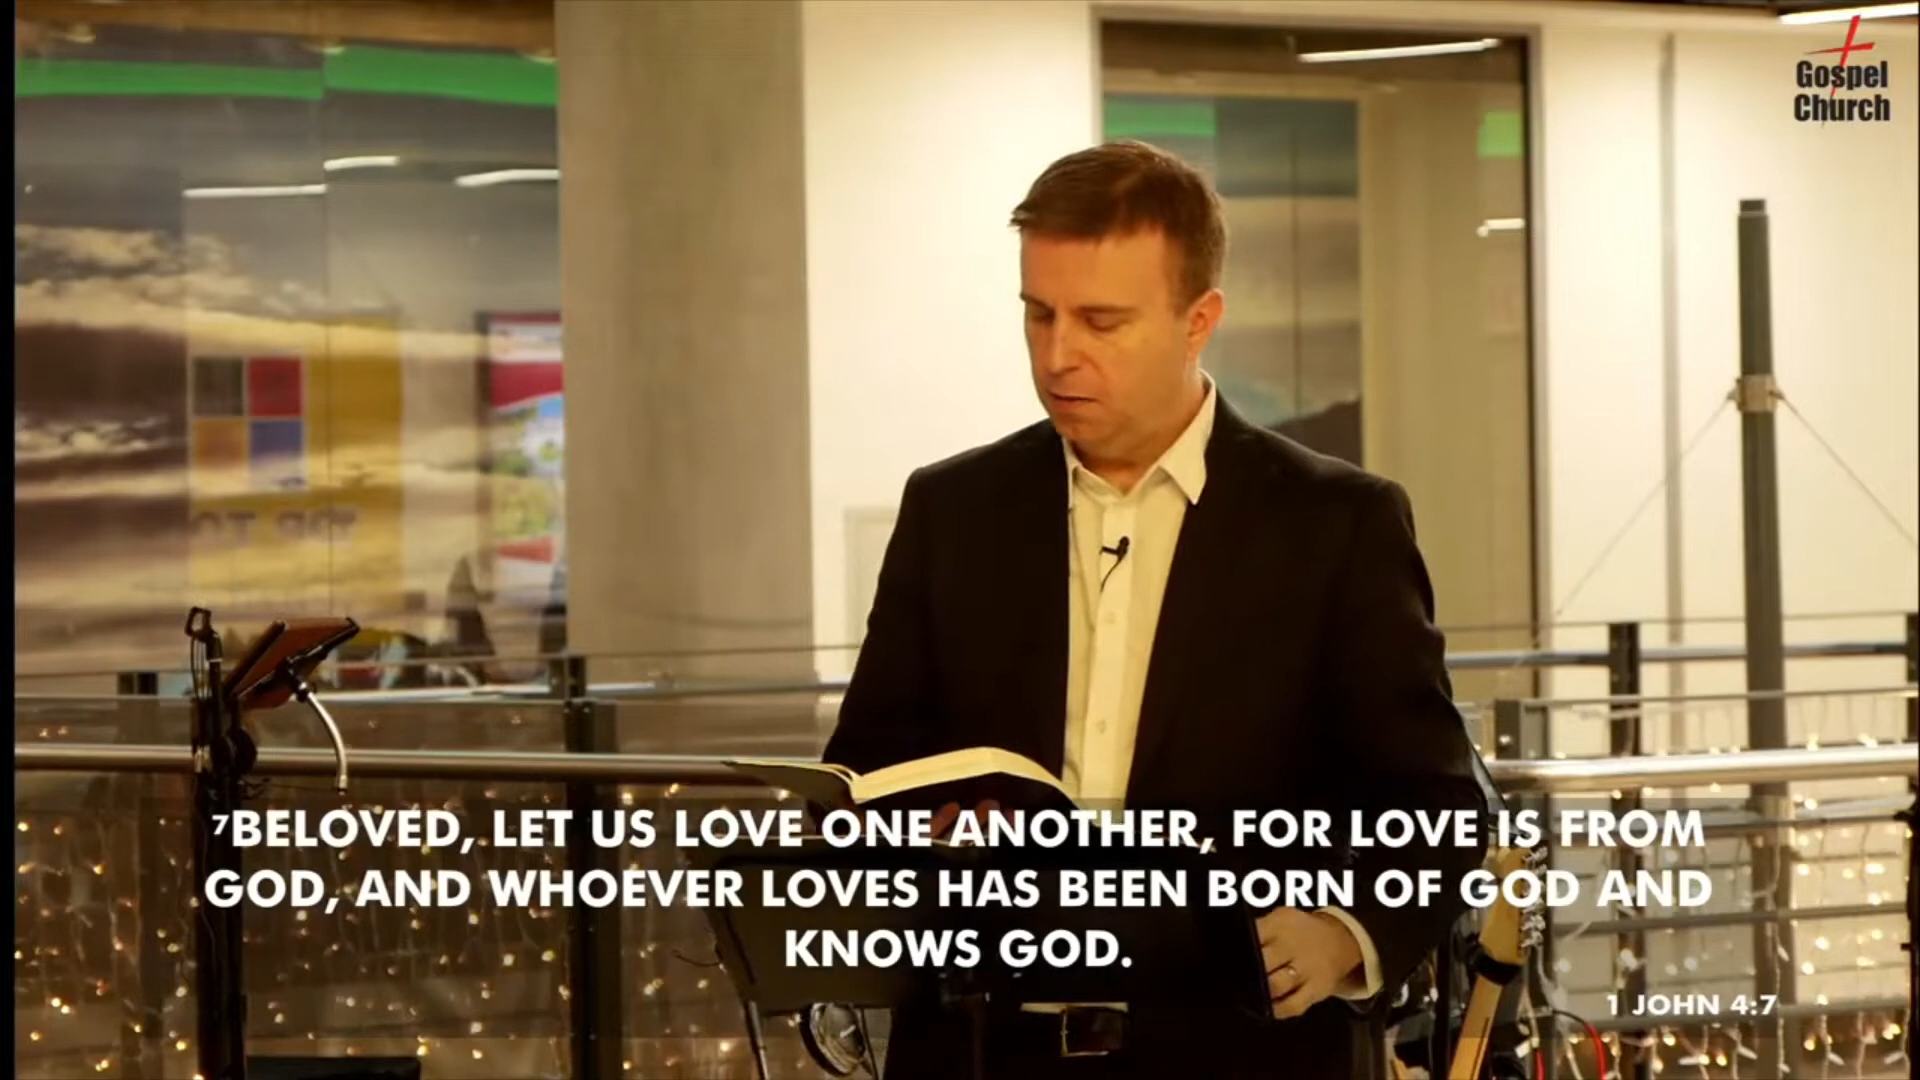 Gospel
Church
⁷BELOVED, LET US LOVE ONE ANOTHER, FOR LOVE IS FROM
GOD, AND WHOEVER LOVES HAS BEEN BORN OF GOD AND
KNOWS GOD.
1 JOHN 4:7